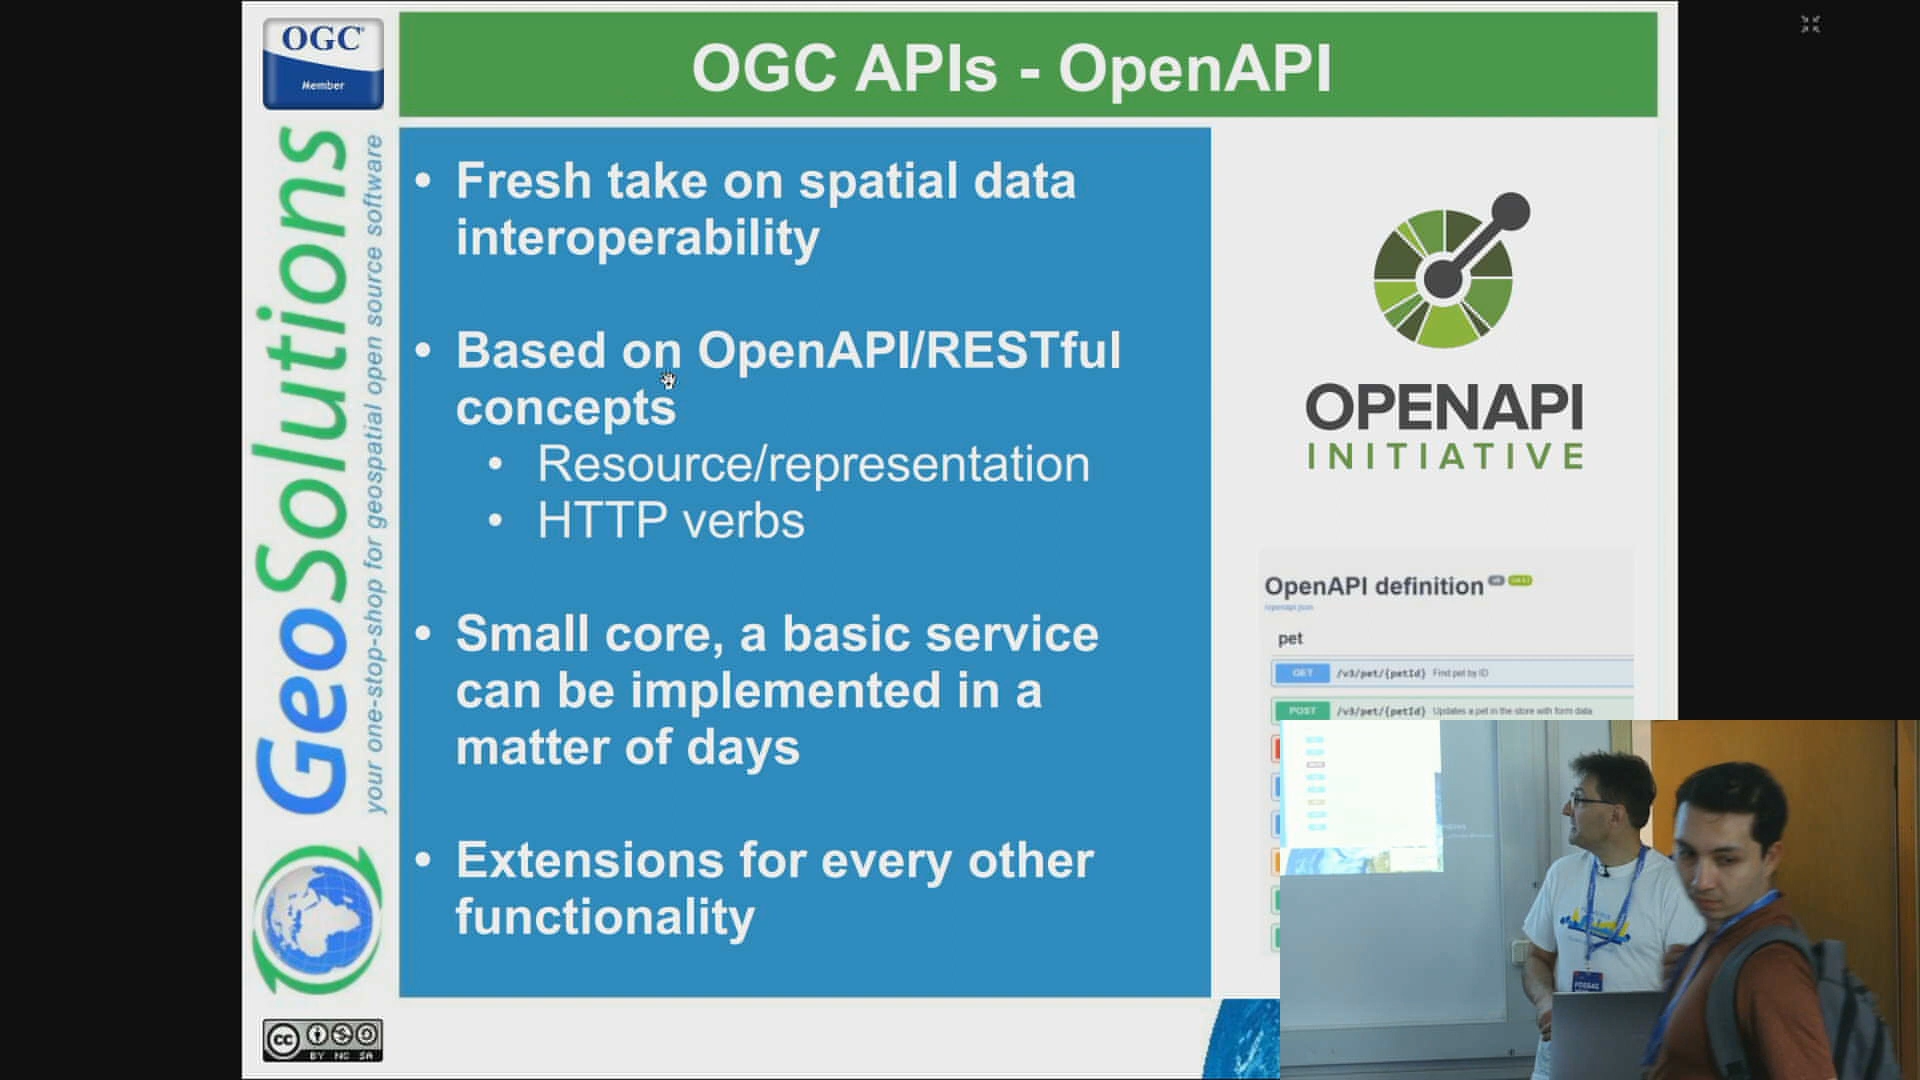 OGC
Member
OGC APIs - OpenAPI
GeoSolutions
your one-stop-shop for geospatial open source software
• Fresh take on spatial data
interoperability
• Based on OpenAPI/RESTful
concepts
• Resource/representation
• HTTP verbs
• Small core, a basic service
can be implemented in a
matter of days
• Extensions for every other
functionality
OPENAPI
INITIATIVE
OpenAPI definition
/openapi.json
pet
GET /v3/pet/{petId} Find pet by ID
POST /v3/pet/{petId} Updates a pet in the store with form data
cc
BY NC SA